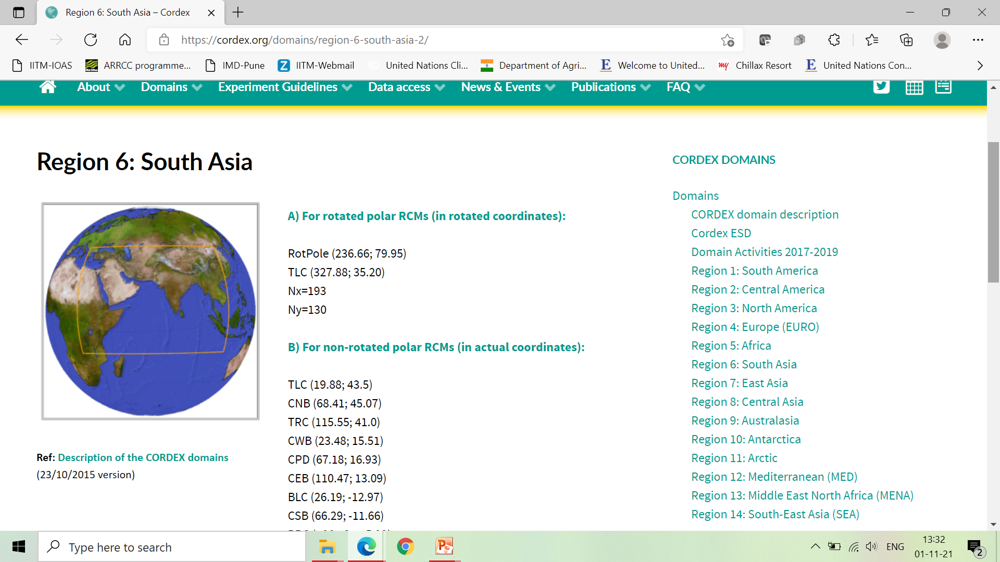 Region 6: South Asia – Cordex
https://cordex.org/domains/region-6-south-asia-2/
IITM-IOAS ARRCC programme... IMD-Pune IITM-Webmail United Nations Cli... Department of Agri... Welcome to United... Chillax Resort United Nations Con...
About Domains Experiment Guidelines Data access News & Events Publications FAQ
Region 6: South Asia
A) For rotated polar RCMs (in rotated coordinates):
RotPole (236.66; 79.95)
TLC (327.88; 35.20)
Nx=193
Ny=130
B) For non-rotated polar RCMs (in actual coordinates):
TLC (19.88; 43.5)
CNB (68.41; 45.07)
TRC (115.55; 41.0)
CWB (23.48; 15.51)
CPD (67.18; 16.93)
CEB (110.47; 13.09)
BLC (26.19; -12.97)
CSB (66.29; -11.66)
Ref: Description of the CORDEX domains
(23/10/2015 version)
CORDEX DOMAINS
Domains
CORDEX domain description
Cordex ESD
Domain Activities 2017-2019
Region 1: South America
Region 2: Central America
Region 3: North America
Region 4: Europe (EURO)
Region 5: Africa
Region 6: South Asia
Region 7: East Asia
Region 8: Central Asia
Region 9: Australasia
Region 10: Antarctica
Region 11: Arctic
Region 12: Mediterranean (MED)
Region 13: Middle East North Africa (MENA)
Region 14: South-East Asia (SEA)
Type here to search
ENG
13:32
01-11-21
2